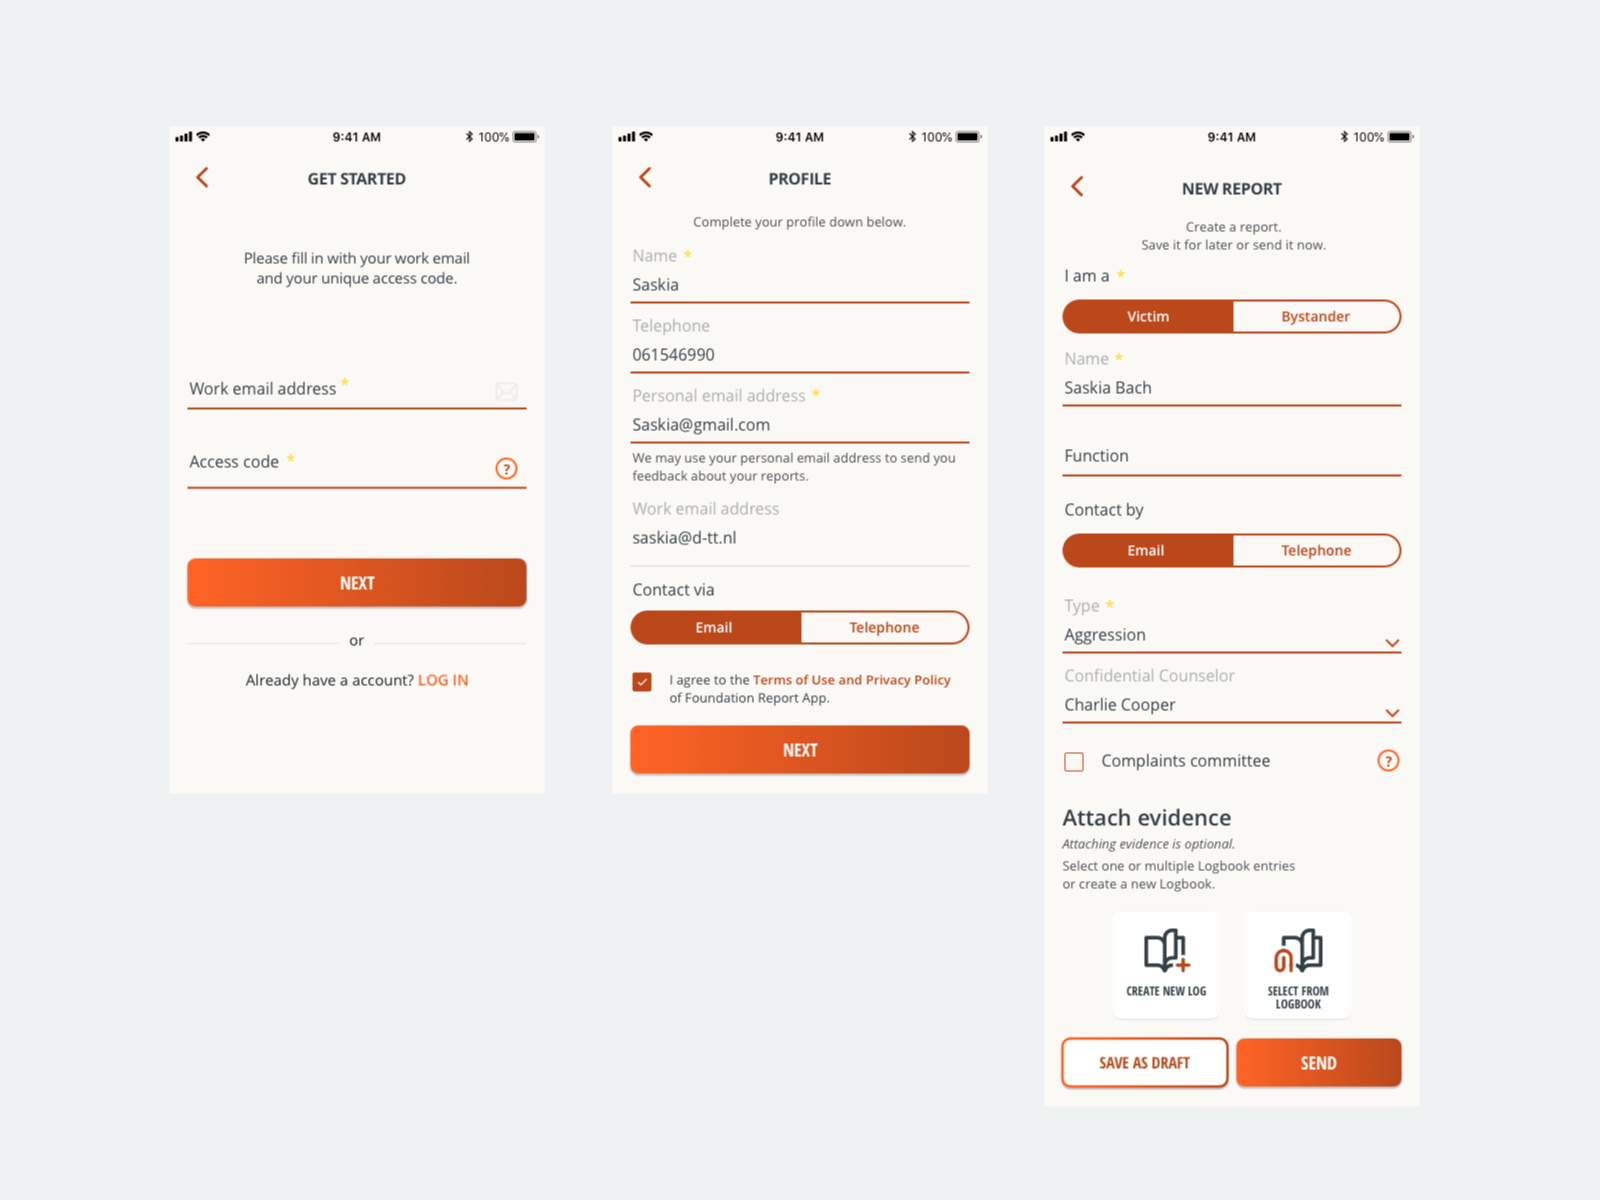 9:41 AM
100%
GET STARTED
Please fill in with your work email
and your unique access code.
Work email address *
Access code *
?
NEXT
or
Already have a account? LOG IN
9:41 AM
100%
PROFILE
Complete your profile down below.
Name *
Saskia
Telephone
061546990
Personal email address *
Saskia@gmail.com
We may use your personal email address to send you
feedback about your reports.
Work email address
saskia@d-tt.nl
Contact via
Email
Telephone
I agree to the Terms of Use and Privacy Policy
of Foundation Report App.
NEXT
9:41 AM
100%
NEW REPORT
Create a report.
Save it for later or send it now.
I am a *
Victim
Bystander
Name *
Saskia Bach
Function
Contact by
Email
Telephone
Type *
Aggression
Confidential Counselor
Charlie Cooper
Complaints committee
?
Attach evidence
Attaching evidence is optional.
Select one or multiple Logbook entries
or create a new Logbook.
CREATE NEW LOG
SELECT FROM
LOGBOOK
SAVE AS DRAFT
SEND